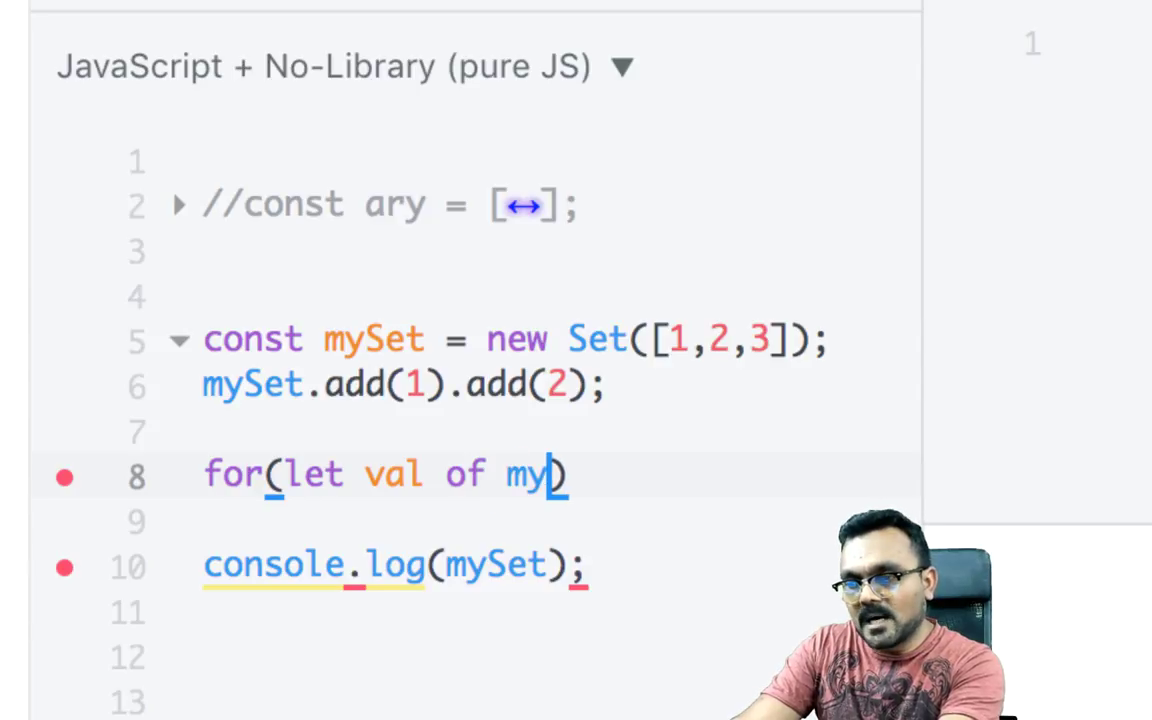 JavaScript + No-Library (pure JS) ▼
1
1
2 //const ary = [↔];
3
4
5 const mySet = new Set([1,2,3]);
6 mySet.add(1).add(2);
7
8 for(let val of my)
9
10 console.log(mySet);
11
12
13